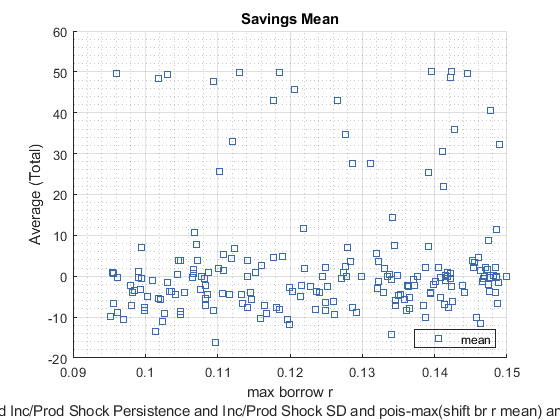 Savings Mean
Average (Total)
60
50
40
30
20
10
0
-10
-20
0.09 0.1 0.11 0.12 0.13 0.14 0.15
mean
max borrow r
d Inc/Prod Shock Persistence and Inc/Prod Shock SD and pois-max(shift br r mean) an